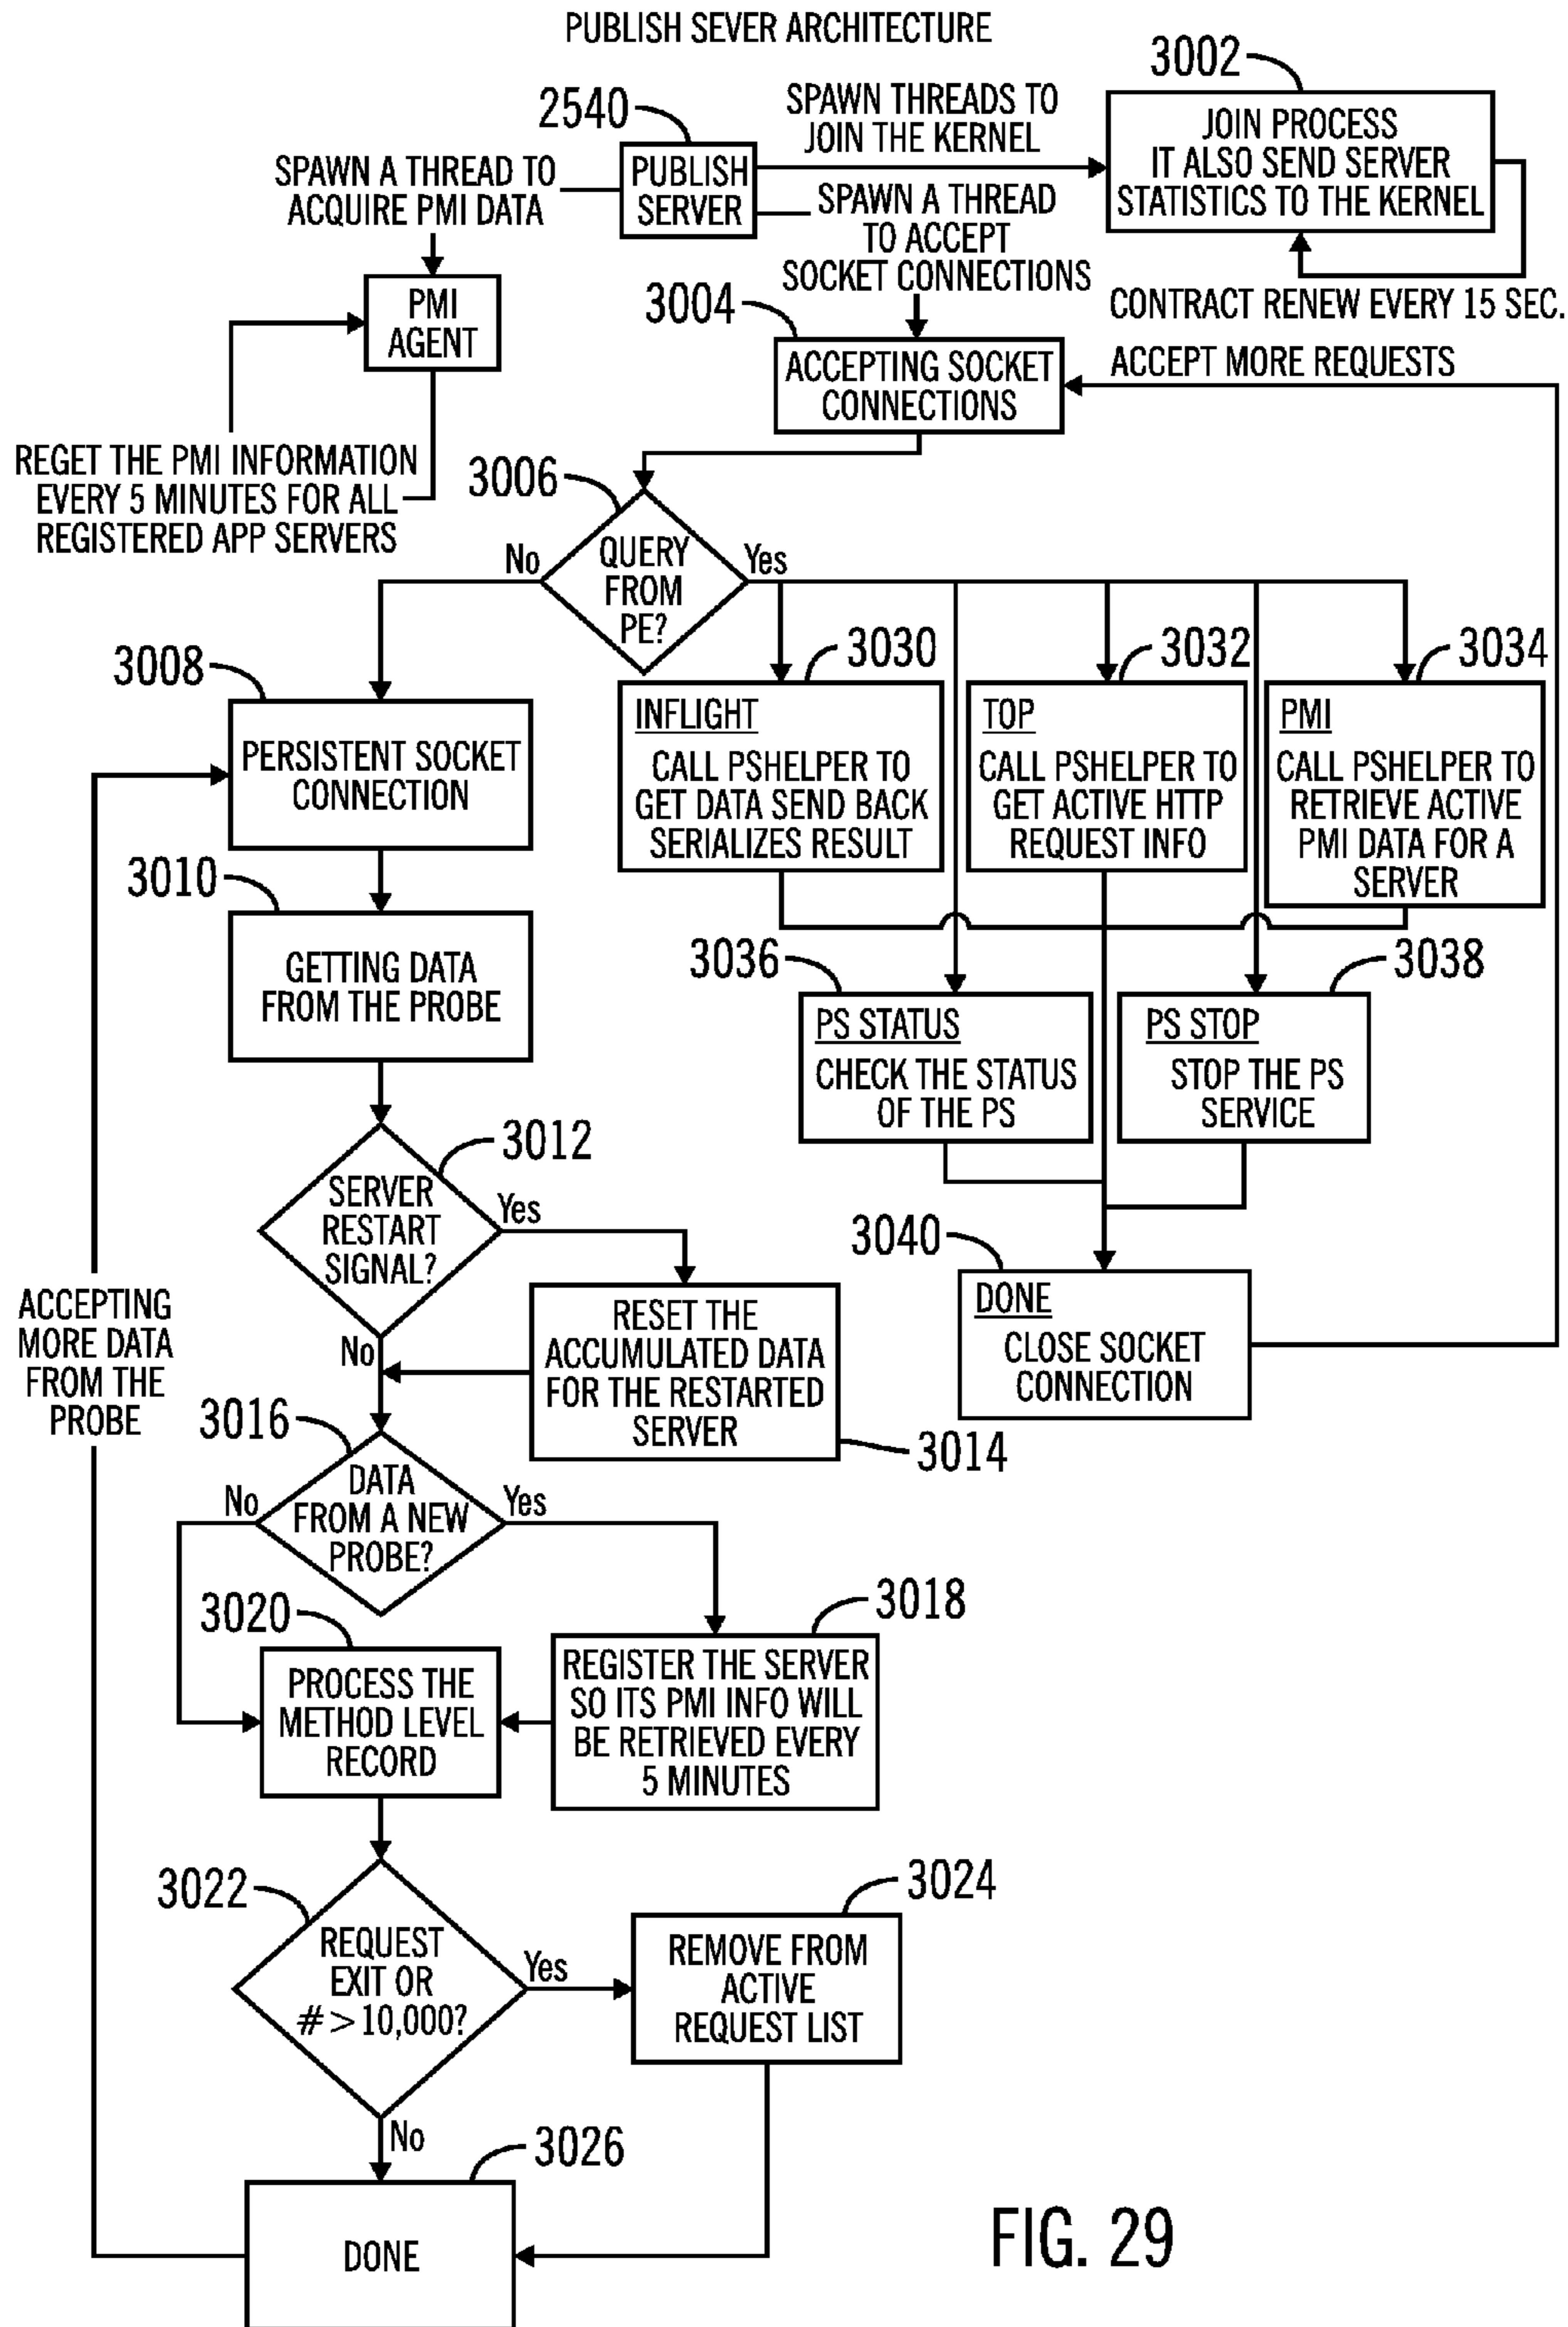 PUBLISH SEVER ARCHITECTURE
3002
2540
SPAWN THREADS TO
JOIN THE KERNEL
JOIN PROCESS
IT ALSO SEND SERVER
STATISTICS TO THE KERNEL
SPAWN A THREAD TO
ACQUIRE PMI DATA
PUBLISH
SERVER
SPAWN A THREAD
TO ACCEPT
SOCKET CONNECTIONS
CONTRACT RENEW EVERY 15 SEC.
PMI
AGENT
3004
ACCEPTING SOCKET
CONNECTIONS
ACCEPT MORE REQUESTS
REGET THE PMI INFORMATION
EVERY 5 MINUTES FOR ALL
REGISTERED APP SERVERS
3006
QUERY
FROM
PE?
No
Yes
3008
PERSISTENT SOCKET
CONNECTION
3030
INFLIGHT
CALL PSHELPER TO
GET DATA SEND BACK
SERIALIZES RESULT
3032
TOP
CALL PSHELPER TO
GET ACTIVE HTTP
REQUEST INFO
3034
PMI
CALL PSHELPER TO
RETRIEVE ACTIVE
PMI DATA FOR A
SERVER
3010
GETTING DATA
FROM THE PROBE
3036
PS STATUS
CHECK THE STATUS
OF THE PS
3038
PS STOP
STOP THE PS
SERVICE
3012
SERVER
RESTART
SIGNAL?
Yes
No
3040
DONE
CLOSE SOCKET
CONNECTION
RESET THE
ACCUMULATED DATA
FOR THE RESTARTED
SERVER
3014
ACCEPTING
MORE DATA
FROM THE
PROBE
3016
DATA
FROM A NEW
PROBE?
No
Yes
3018
REGISTER THE SERVER
SO ITS PMI INFO WILL
BE RETRIEVED EVERY
5 MINUTES
3020
PROCESS THE
METHOD LEVEL
RECORD
3022
REQUEST
EXIT OR
# > 10,000?
Yes
No
3024
REMOVE FROM
ACTIVE
REQUEST LIST
3026
DONE
FIG. 29